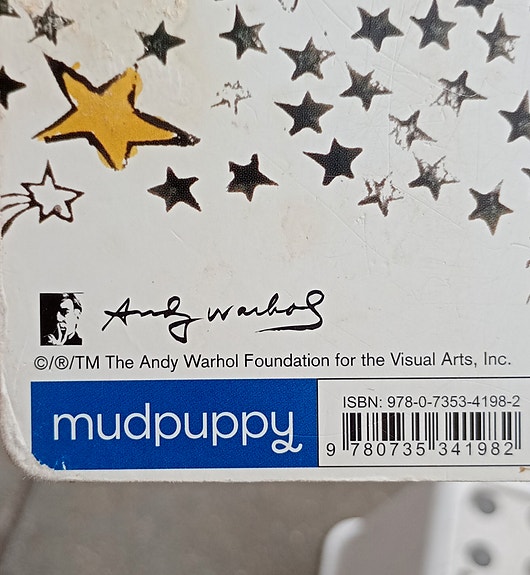 Andy Warhol
©/®/TM The Andy Warhol Foundation for the Visual Arts, Inc.
mudpuppy
ISBN: 978-0-7353-4198-2
9 780735 341982